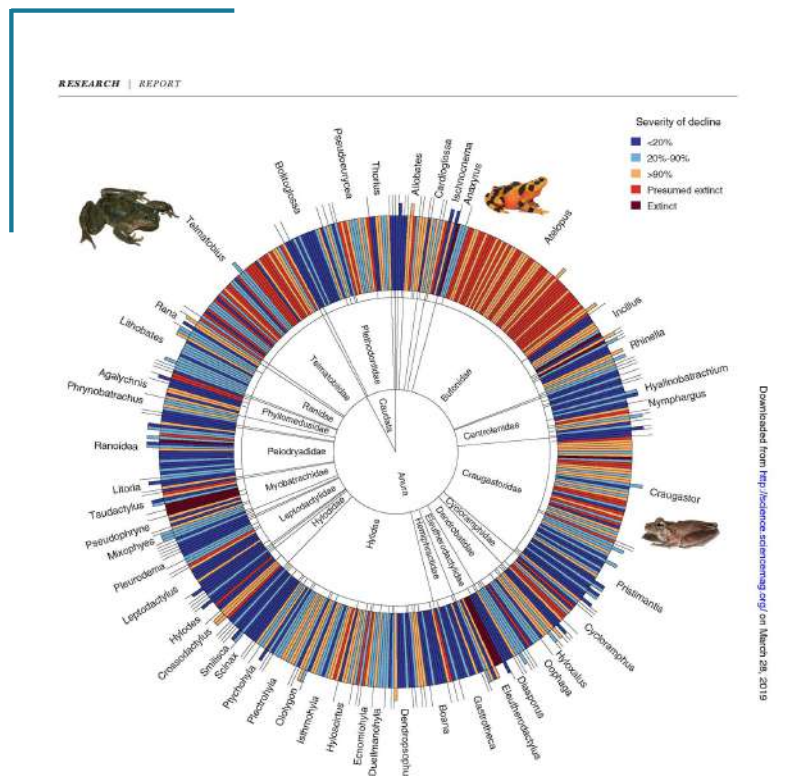 RESEARCH | REPORT
Severity of decline
<20%
20%-90%
>90%
Presumed extinct
Extinct
Bolitoglossa
Pseudoeurycea
Thorius
Allobates
Cardioglossa
Ischnocnema
Anaxyrus
Atelopus
Incilius
Rhinella
Hyalinobatrachium
Nymphargus
Craugastor
Pristimantis
Cycloramphus
Hyloxalus
Oophaga
Diasporus
Eleutherodactylus
Gastrotheca
Boana
Dendropsophu
Duellmanohyla
Ecnomiohyla
Hyloscirtus
Isthmohyla
Ololygon
Plectrohyla
Ptychohyla
Scinax
Smilisca
Crossodactylus
Hylodes
Leptodactylus
Pleurodema
Mixophyes
Pseudophryne
Taudactylus
Litoria
Ranoidea
Phrynobatrachus
Agalychnis
Lithobates
Rana
Telmatobius
Plethodontidae
Bufonidae
Centrolenidae
Craugastoridae
Cycloramphidae
Dendrobatidae
Eleutherodactylidae
Hemiphractidae
Hylidae
Hylodidae
Leptodactylidae
Myobatrachidae
Pelodryadidae
Phyllomedusidae
Ranidae
Telmatobiidae
Caudata
Anura
Downloaded from http://science.sciencemag.org/ on March 28, 2019